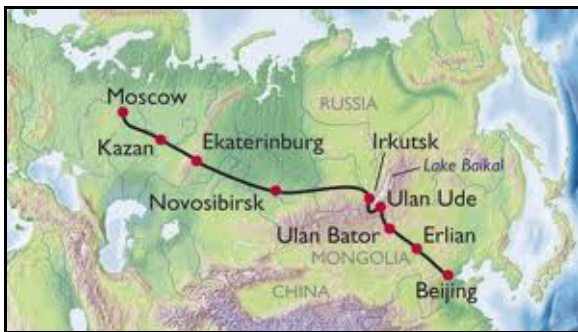 Moscow
RUSSIA
Kazan
Ekaterinburg
Irkutsk
Lake Baikal
Novosibirsk
Ulan Ude
Ulan Bator
Erlian
MONGOLIA
CHINA
Beijing